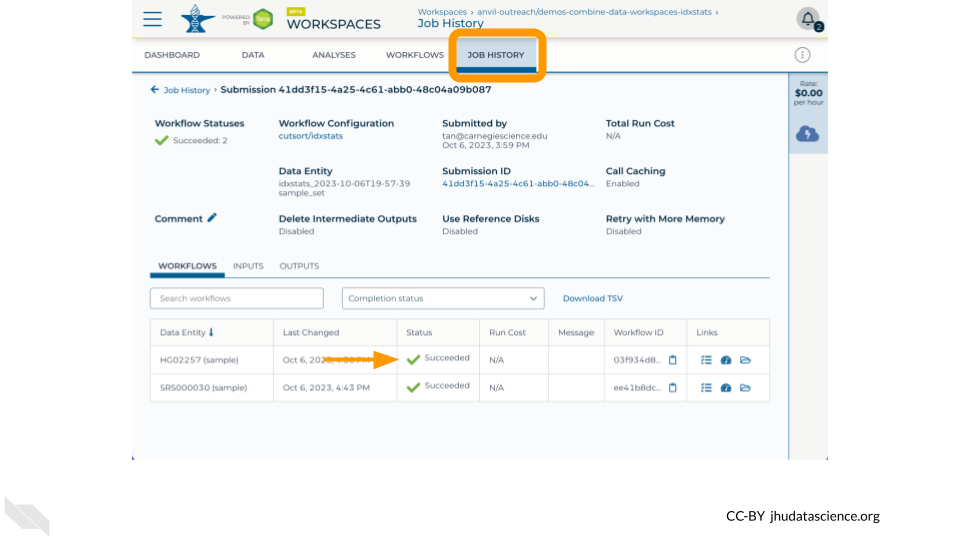 POWERED BY Terra
BETA
WORKSPACES
Workspaces › anvil-outreach/demos-combine-data-workspaces-idxstats ›
Job History
2
DASHBOARD DATA ANALYSES WORKFLOWS JOB HISTORY
Rate:
$0.00
per hour
Job History › Submission 41dd3f15-4a25-4c61-abb0-48c04a09b087
Workflow Statuses
Succeeded: 2
Workflow Configuration
cutsort/idxstats
Submitted by
tan@carnegiescience.edu
Oct 6, 2023, 3:59 PM
Total Run Cost
N/A
Data Entity
idxstats_2023-10-06T19-57-39
sample_set
Submission ID
41dd3f15-4a25-4c61-abb0-48c04...
Call Caching
Enabled
Comment
Delete Intermediate Outputs
Disabled
Use Reference Disks
Disabled
Retry with More Memory
Disabled
WORKFLOWS INPUTS OUTPUTS
Search workflows Completion status Download TSV
Data Entity Last Changed Status Run Cost Message Workflow ID Links
HG02257 (sample) Oct 6, PM Succeeded N/A 03f934d8...
SRS000030 (sample) Oct 6, 2023, 4:43 PM Succeeded N/A ee41b8dc...
CC-BY jhudatascience.org